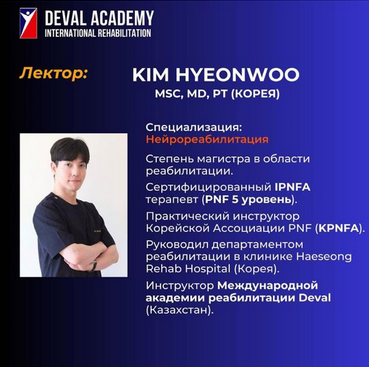 DEVAL ACADEMY
INTERNATIONAL REHABILITATION
Лектор:
KIM HYEONWOO
MSC, MD, PT (КОРЕЯ)
Специализация:
Нейрореабилитация
Степень магистра в области
реабилитации.
Сертифицированный IPNFA
терапевт (PNF 5 уровень).
Практический инструктор
Корейской Ассоциации PNF (KPNFA).
Руководил департаментом
реабилитации в клинике Haeseong
Rehab Hospital (Корея).
Инструктор Международной
академии реабилитации Deval
(Казахстан).